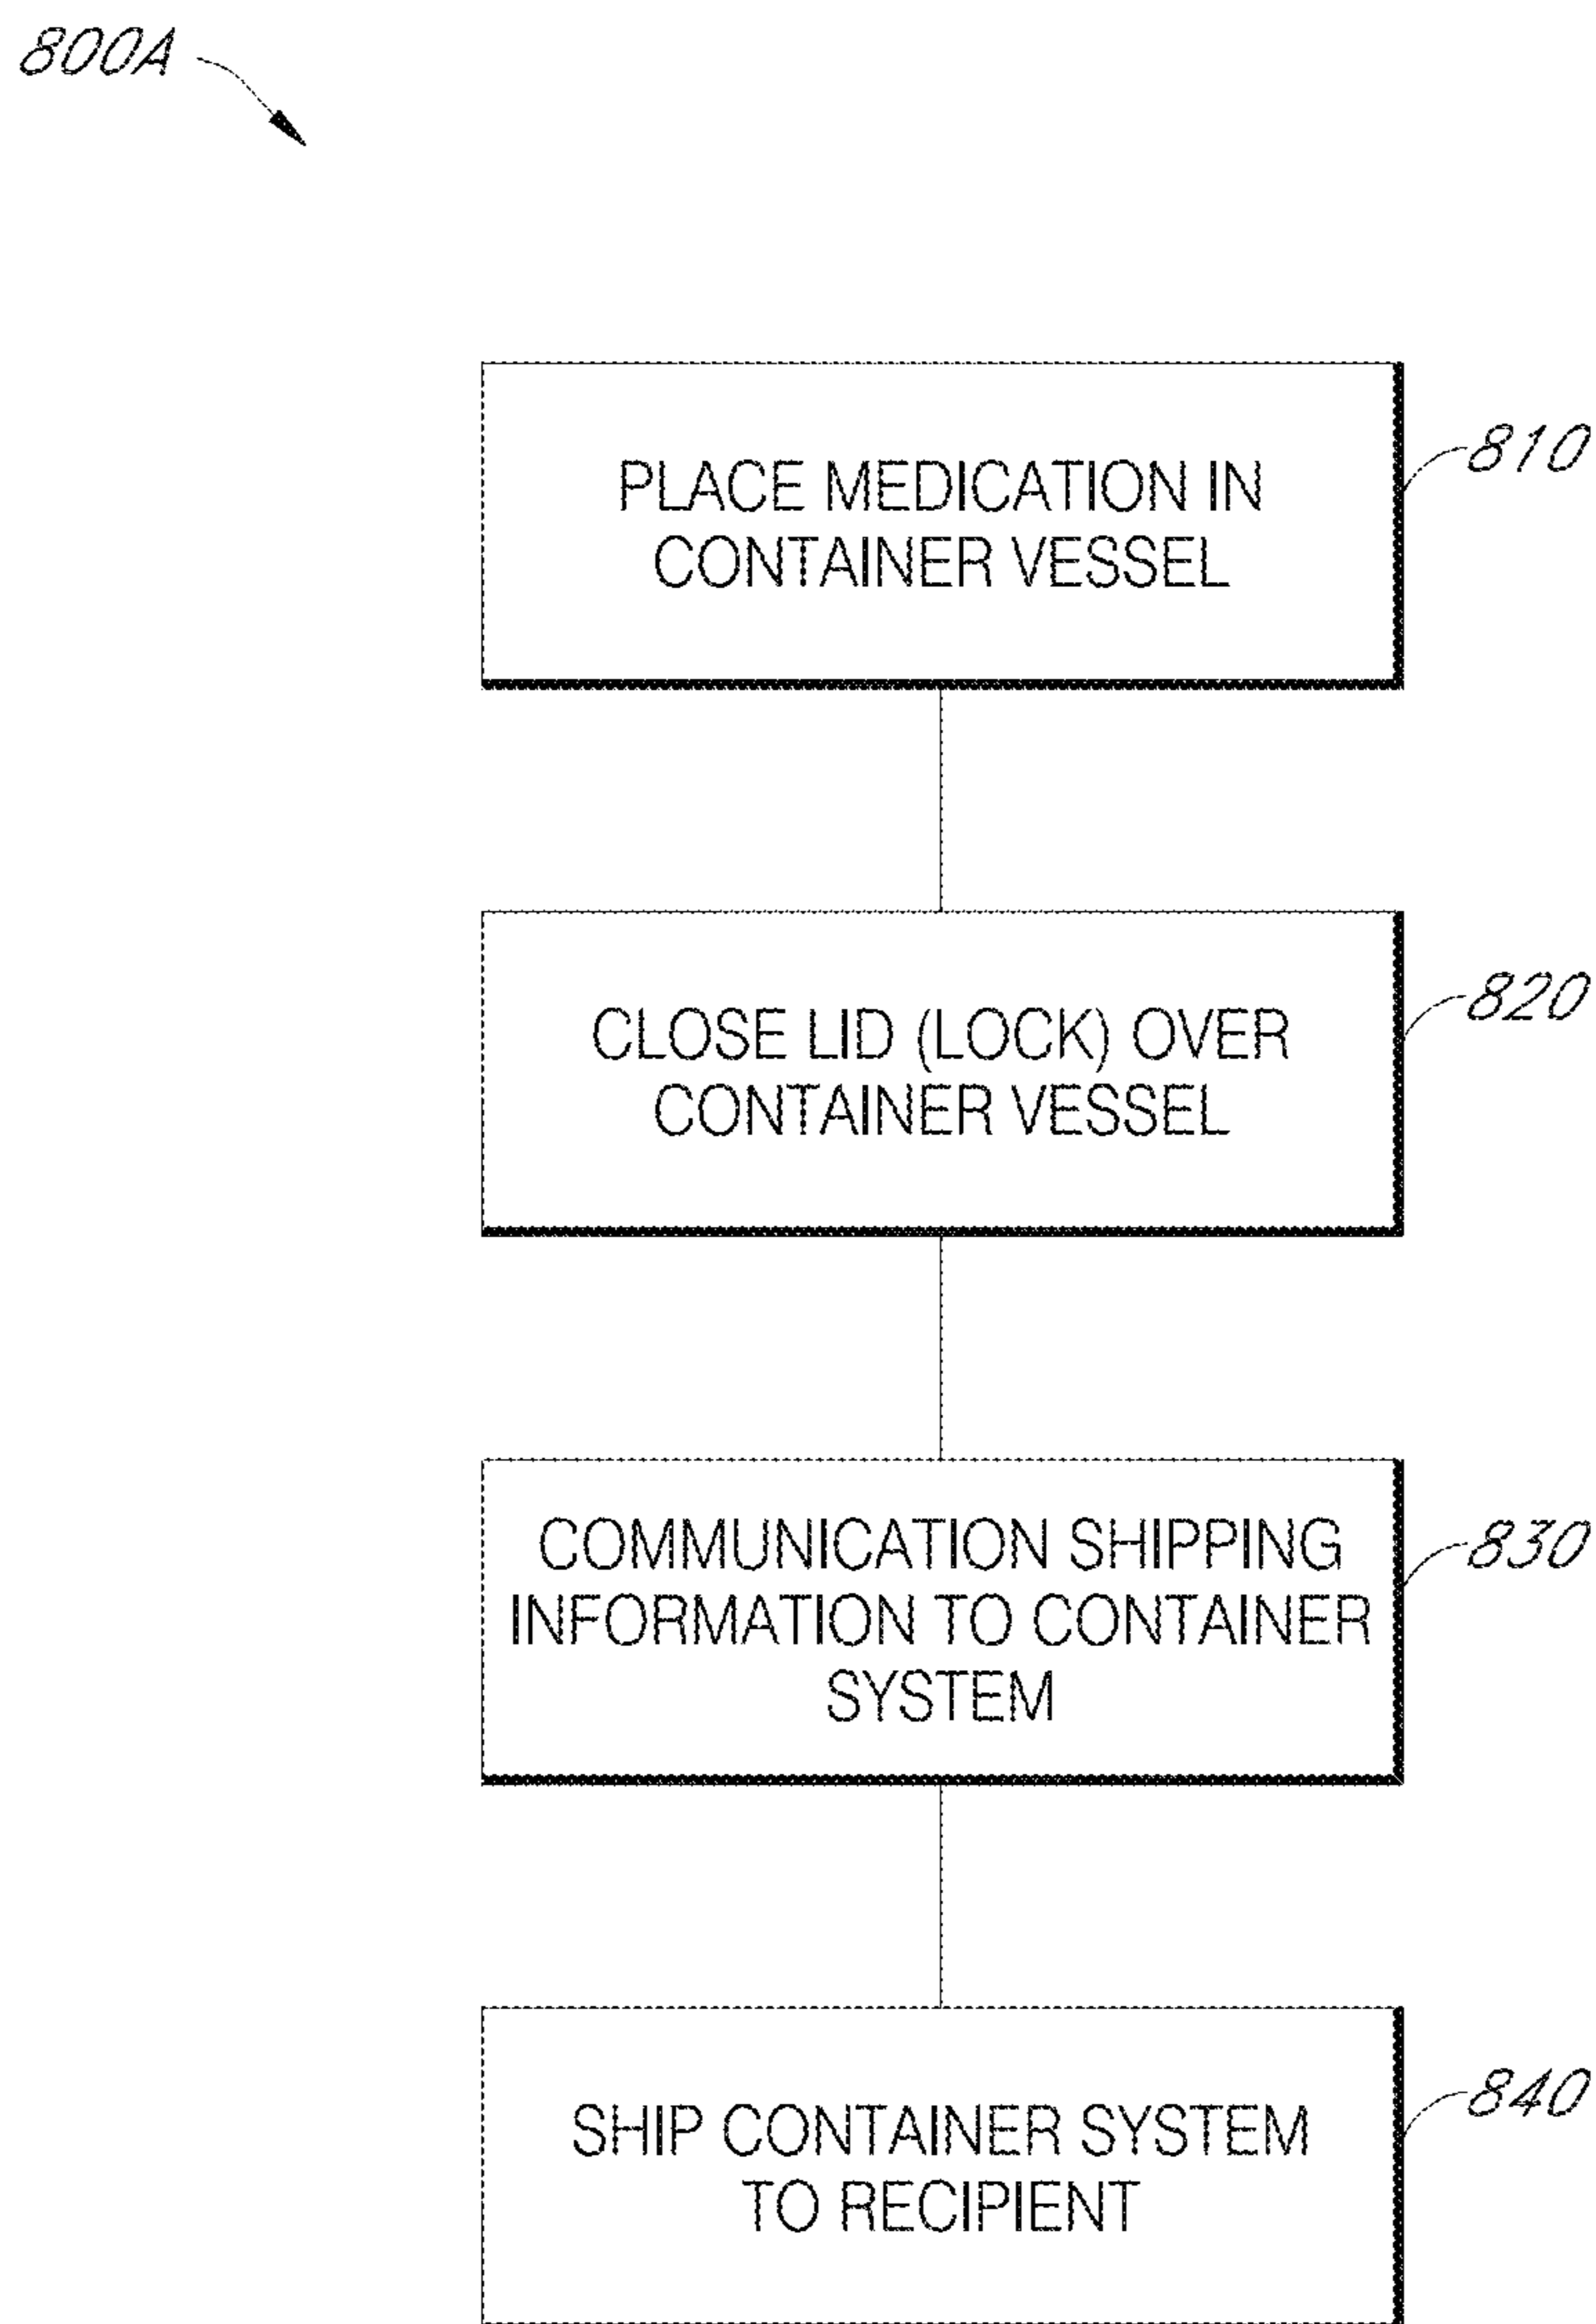 800A
PLACE MEDICATION IN
CONTAINER VESSEL
810
CLOSE LID (LOCK) OVER
CONTAINER VESSEL
820
COMMUNICATION SHIPPING
INFORMATION TO CONTAINER
SYSTEM
830
SHIP CONTAINER SYSTEM
TO RECIPIENT
840